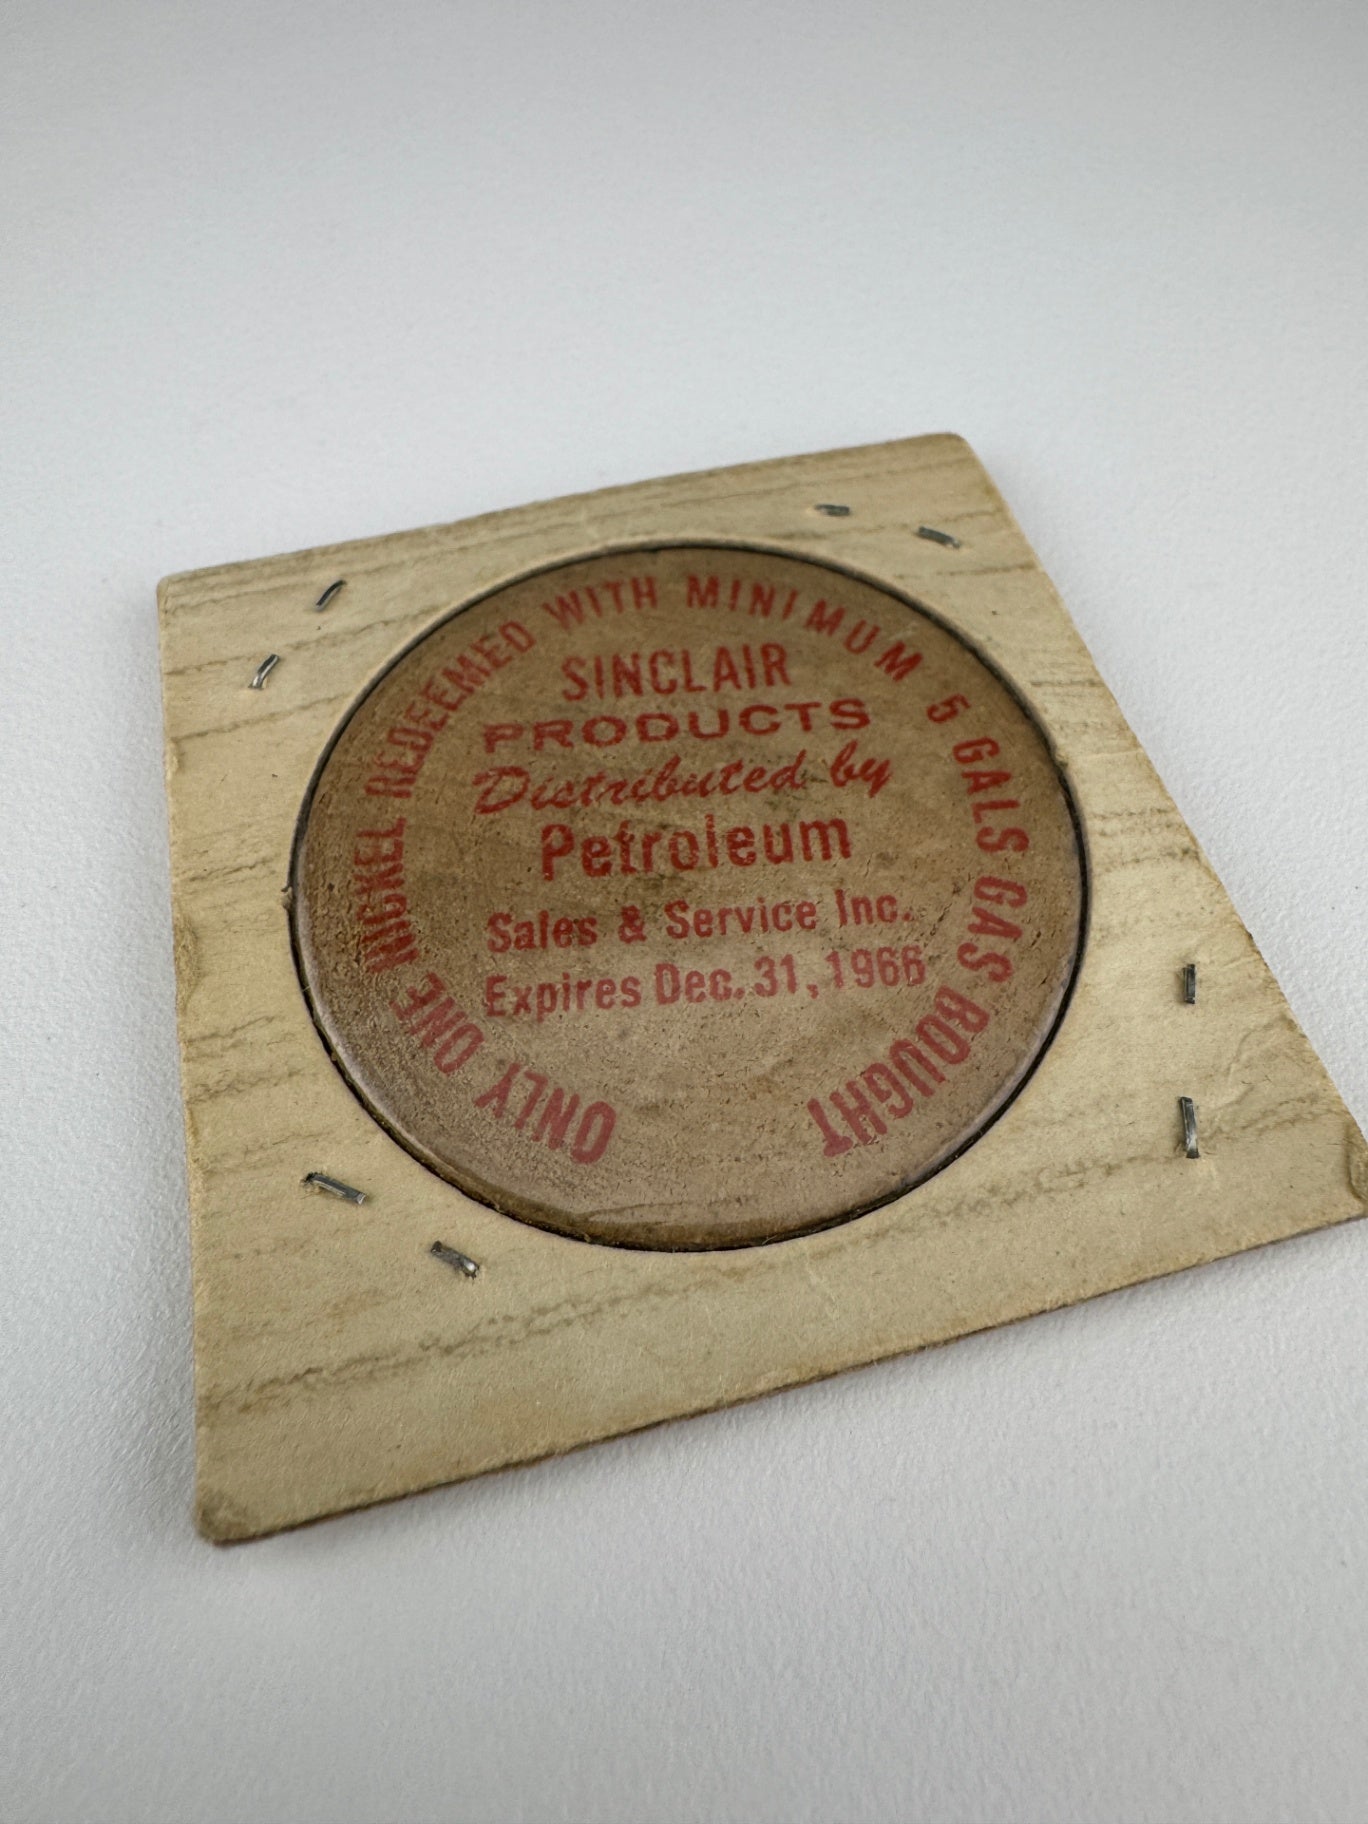 ONLY ONE NICKEL REDEEMED WITH MINIMUM 5 GALS GAS BOUGHT
SINCLAIR
PRODUCTS
Distributed by
Petroleum
Sales & Service Inc.
Expires Dec. 31, 1966